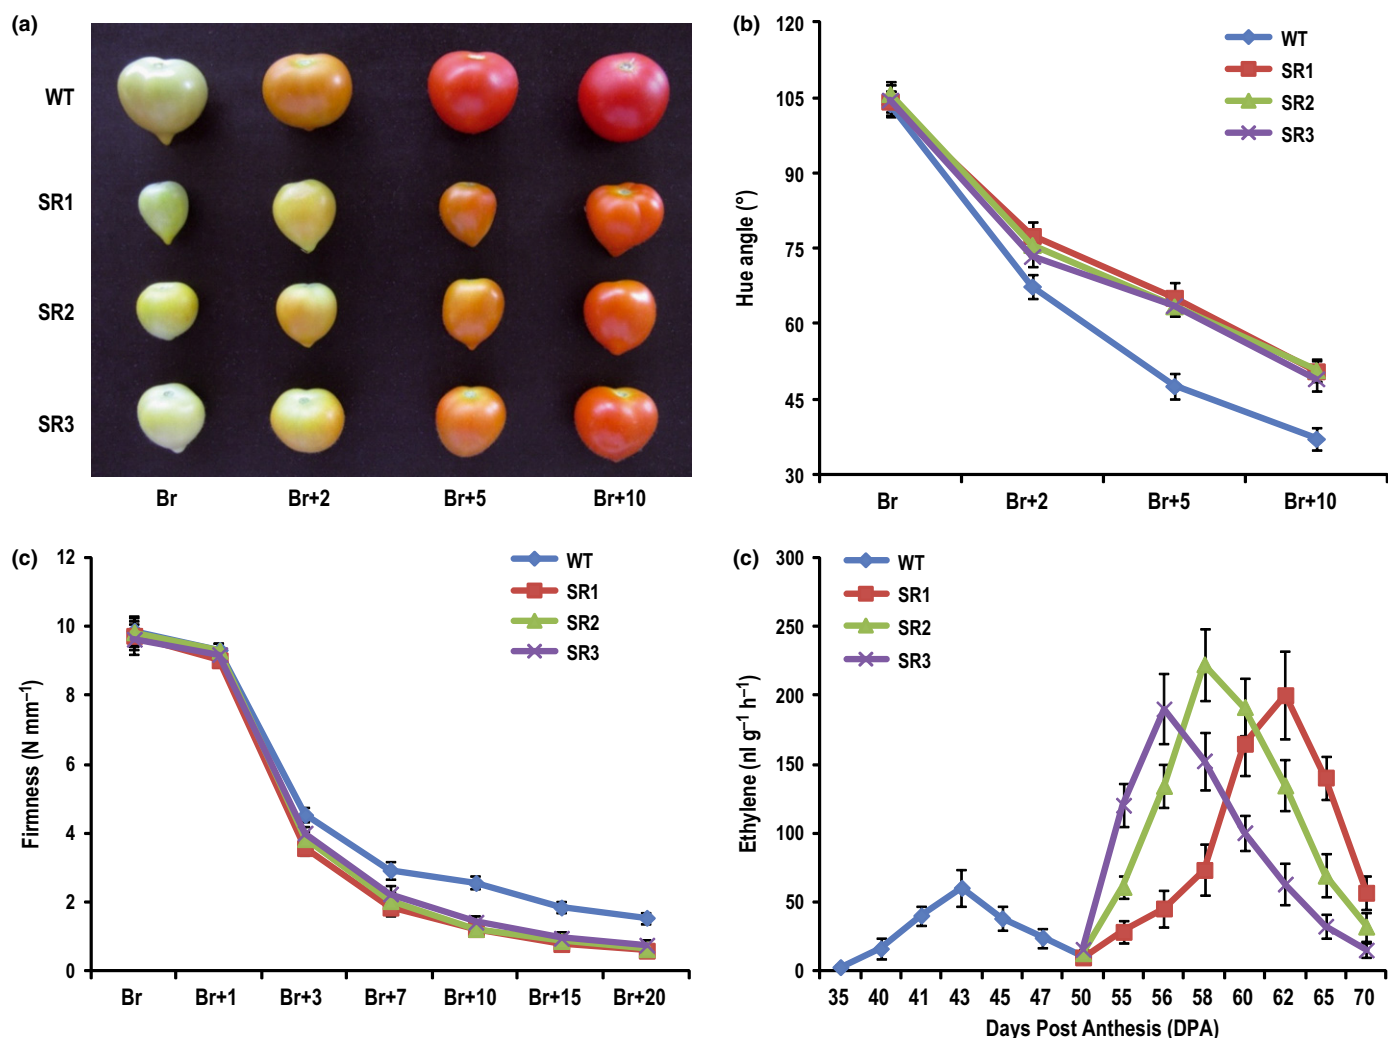 (a)
WT
SR1
SR2
SR3
Br Br+2 Br+5 Br+10
(b)
Hue angle (°)
120
105
90
75
60
45
30
WT
SR1
SR2
SR3
Br Br+2 Br+5 Br+10
(c)
Firmness (N mm⁻¹)
12
10
8
6
4
2
0
WT
SR1
SR2
SR3
Br Br+1 Br+3 Br+7 Br+10 Br+15 Br+20
(c)
Ethylene (nl g⁻¹ h⁻¹)
300
250
200
150
100
50
0
WT
SR1
SR2
SR3
35 40 41 43 45 47 50 55 56 58 60 62 65 70
Days Post Anthesis (DPA)